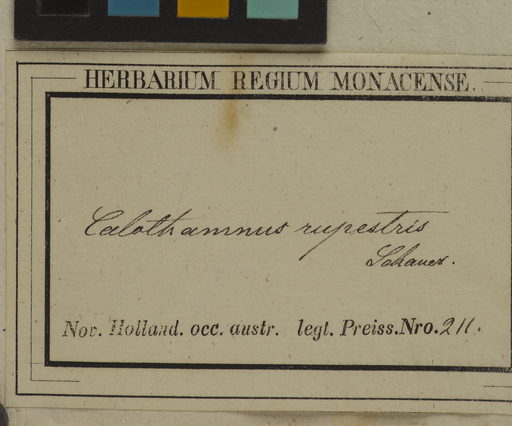 HERBARIUM REGIUM MONACENSE.
Calothamnus rupestris
Schauer.
Nov. Holland. occ. austr. legt. Preiss. Nro. 211.